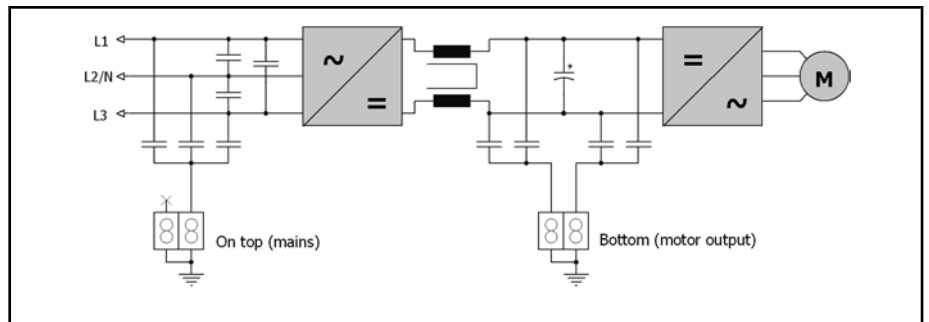 L1
L2/N
L3
~
=
+
=
~
M
On top (mains)
Bottom (motor output)